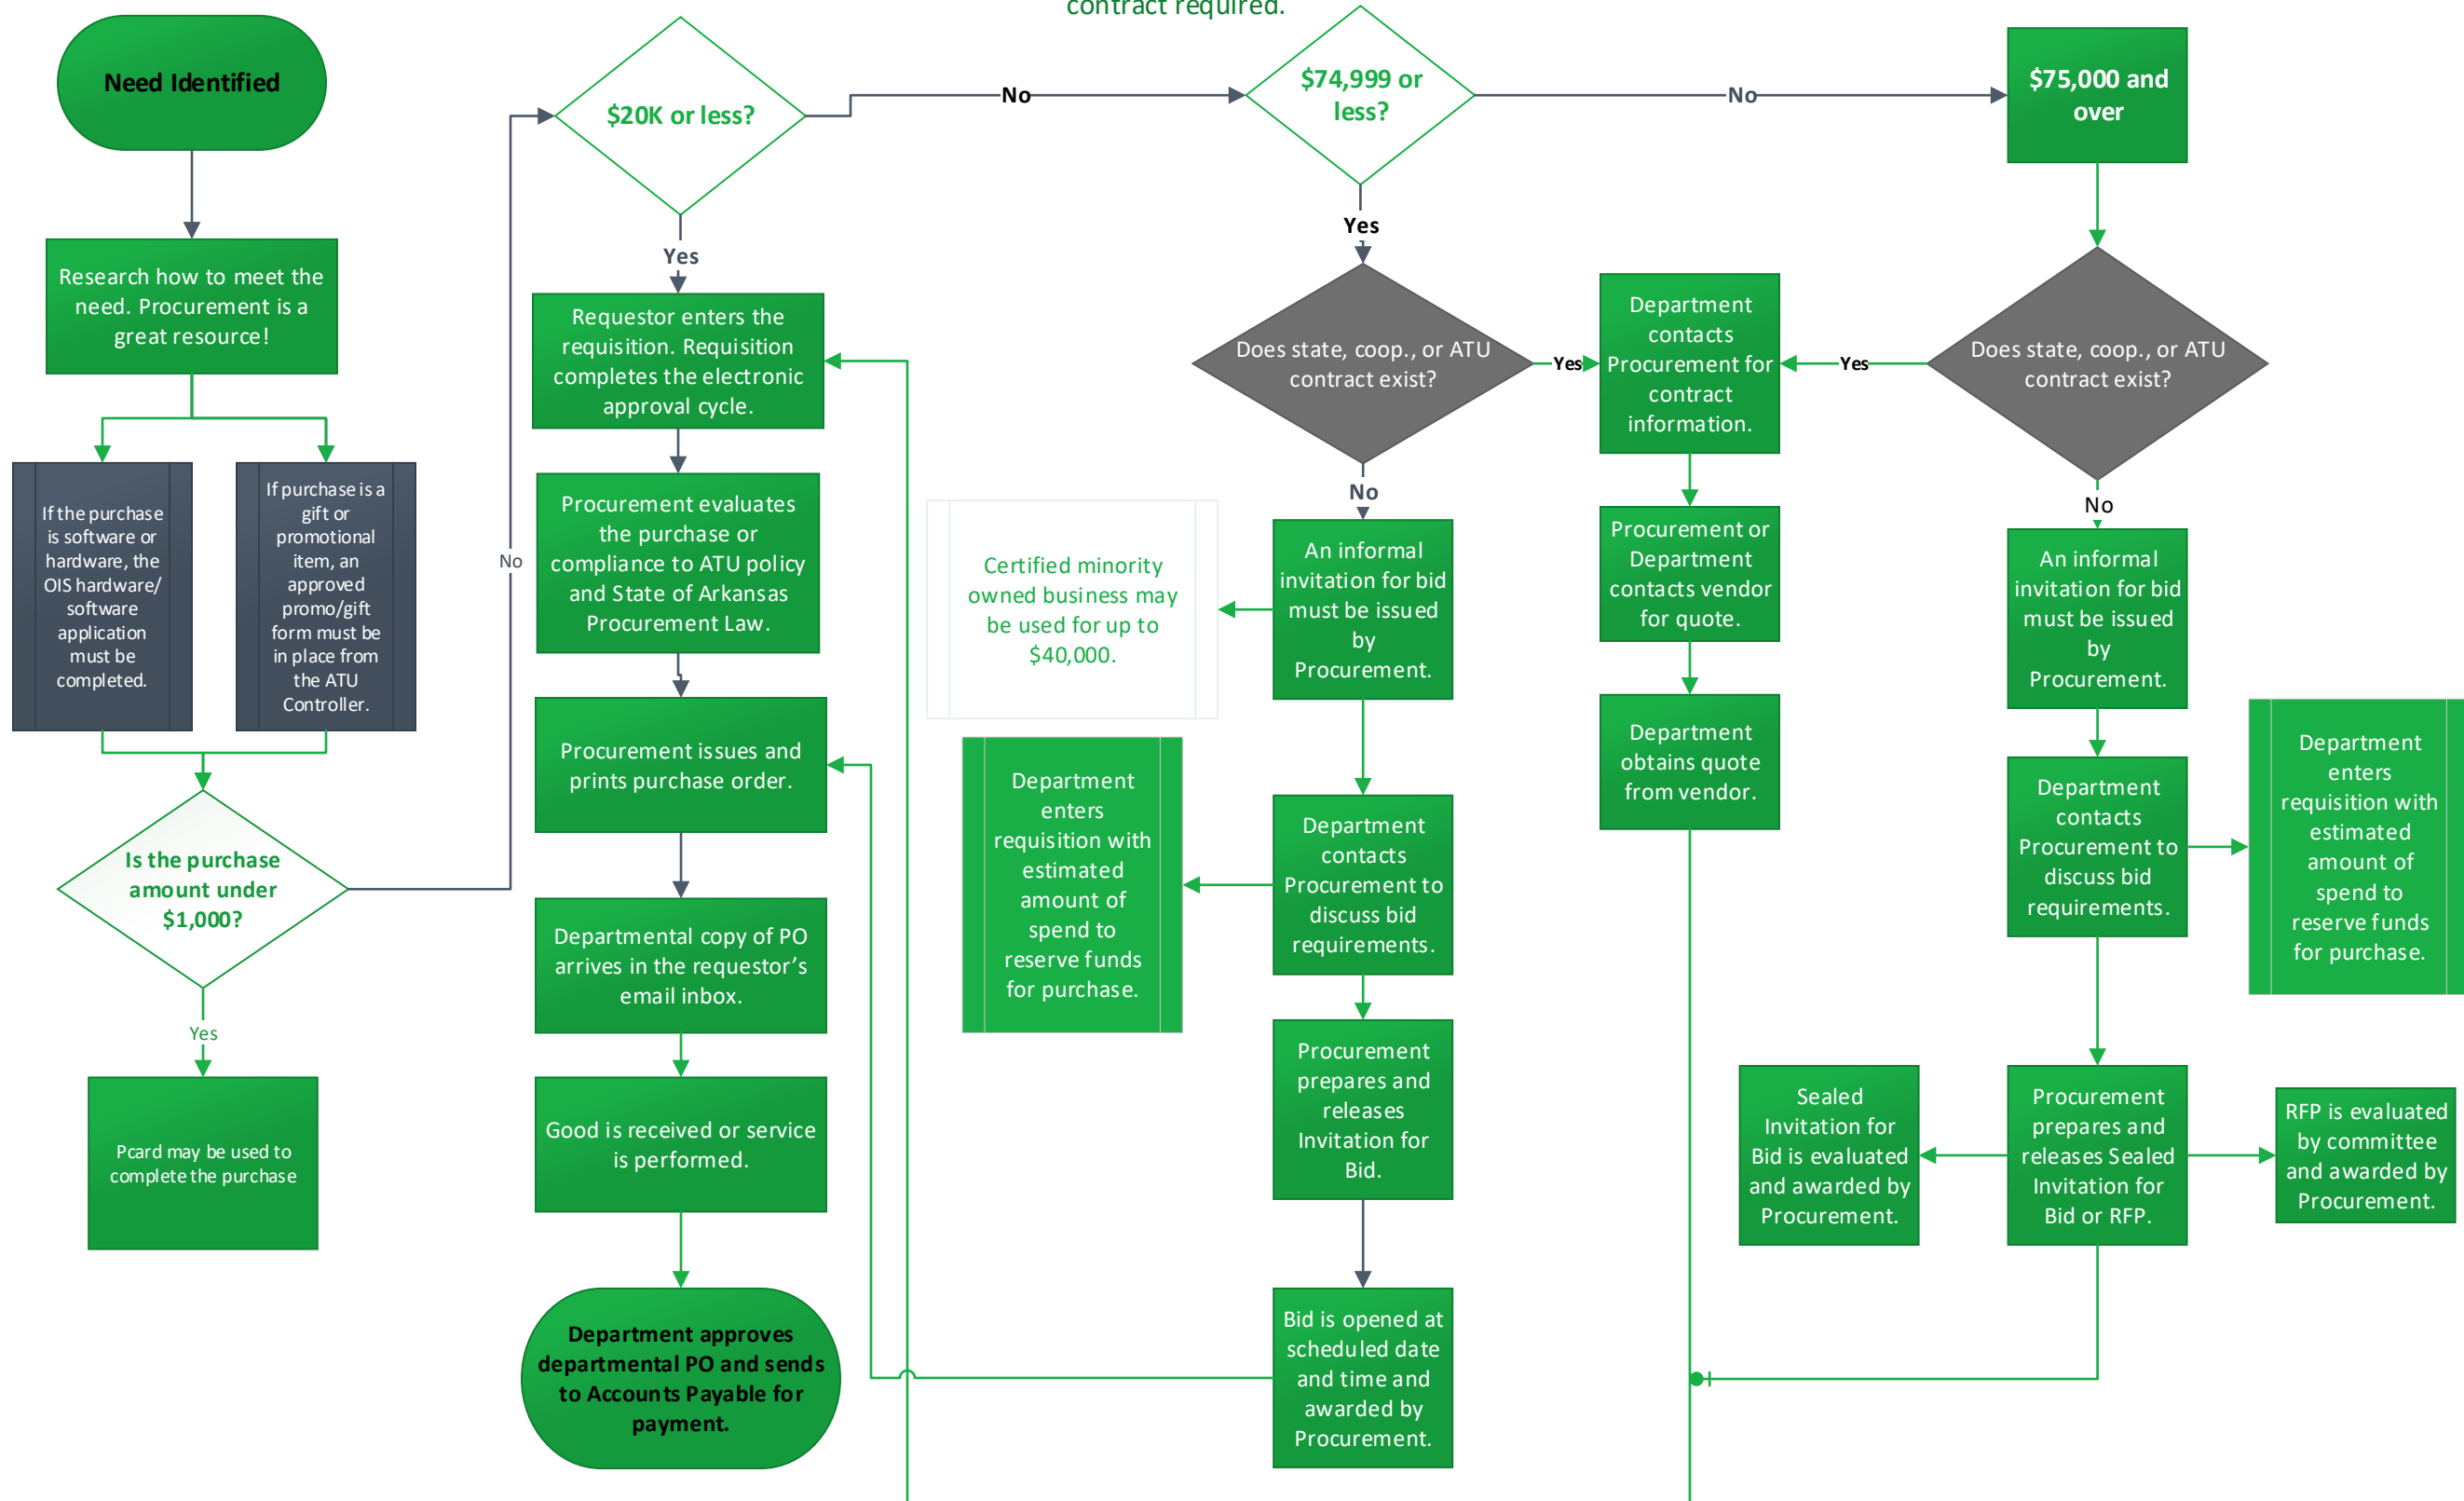 contract required.
Need Identified
$20K or less?
No
$74,999 or
less?
No
$75,000 and
over
Research how to meet the
need. Procurement is a
great resource!
If the purchase
is software or
hardware, the
OIS hardware/
software
application
must be
completed.
If purchase is a
gift or
promotional
item, an
approved
promo/gift
form must be
in place from
the ATU
Controller.
Is the purchase
amount under
$1,000?
No
Yes
Pcard may be used to
complete the purchase
Yes
Requestor enters the
requisition. Requisition
completes the electronic
approval cycle.
Procurement evaluates
the purchase or
compliance to ATU policy
and State of Arkansas
Procurement Law.
Procurement issues and
prints purchase order.
Departmental copy of PO
arrives in the requestor’s
email inbox.
Good is received or service
is performed.
Department approves
departmental PO and sends
to Accounts Payable for
payment.
Yes
Does state, coop., or ATU
contract exist?
Yes
No
An informal
invitation for bid
must be issued
by
Procurement.
Certified minority
owned business may
be used for up to
$40,000.
Department
contacts
Procurement to
discuss bid
requirements.
Department
enters
requisition with
estimated
amount of
spend to
reserve funds
for purchase.
Procurement
prepares and
releases
Invitation for
Bid.
Bid is opened at
scheduled date
and time and
awarded by
Procurement.
Department
contacts
Procurement for
contract
information.
Procurement or
Department
contacts vendor
for quote.
Department
obtains quote
from vendor.
Yes
Does state, coop., or ATU
contract exist?
No
An informal
invitation for bid
must be issued
by
Procurement.
Department
contacts
Procurement to
discuss bid
requirements.
Department
enters
requisition with
estimated
amount of
spend to
reserve funds
for purchase.
Sealed
Invitation for
Bid is evaluated
and awarded by
Procurement.
Procurement
prepares and
releases Sealed
Invitation for
Bid or RFP.
RFP is evaluated
by committee
and awarded by
Procurement.